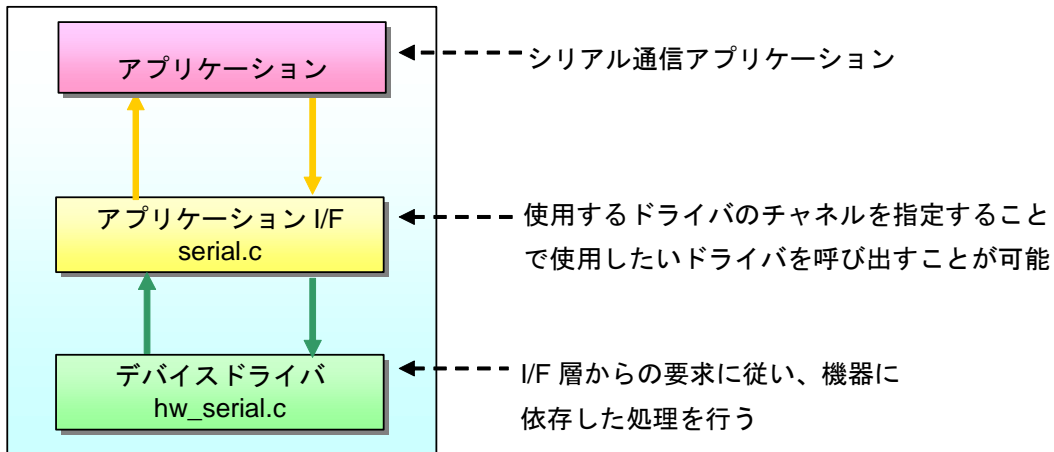 アプリケーション
シリアル通信アプリケーション
アプリケーション I/F
serial.c
使用するドライバのチャネルを指定すること
で使用したいドライバを呼び出すことが可能
デバイスドライバ
hw_serial.c
I/F 層からの要求に従い、機器に
依存した処理を行う